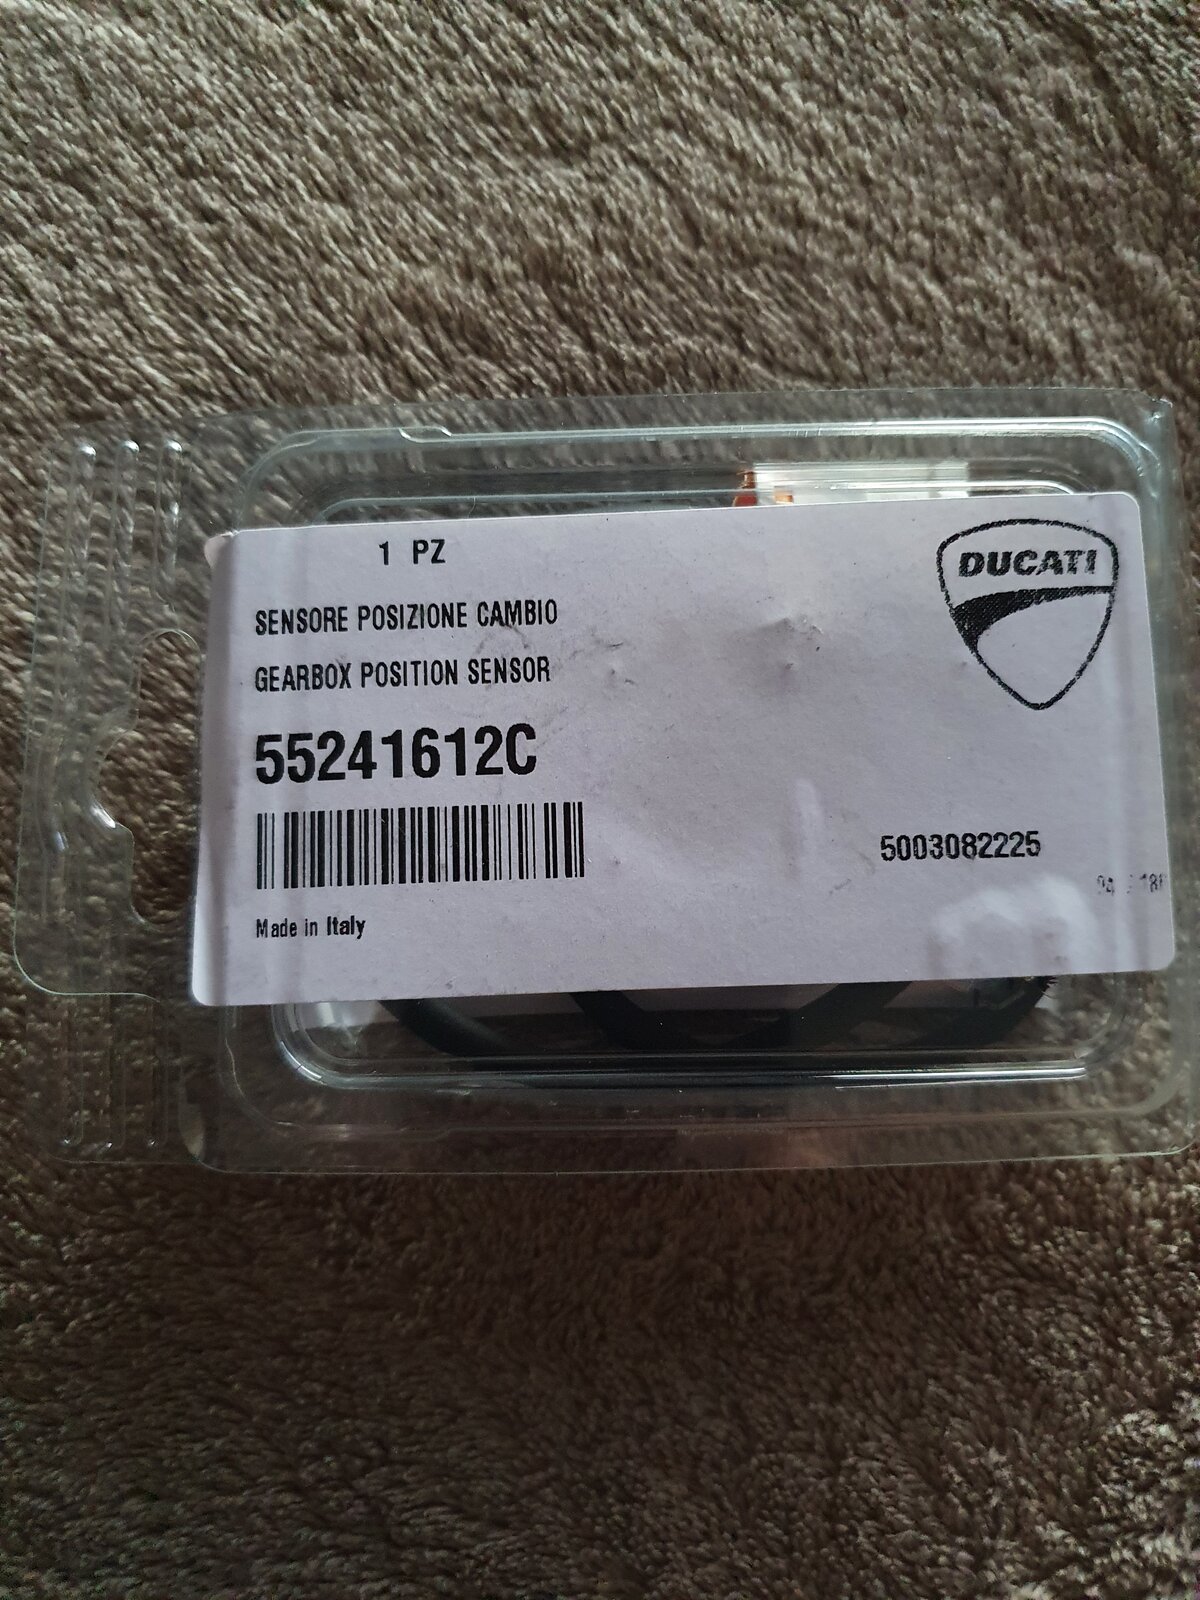 1 PZ
DUCATI
SENSORE POSIZIONE CAMBIO
GEARBOX POSITION SENSOR
55241612C
5003082225
Made in Italy